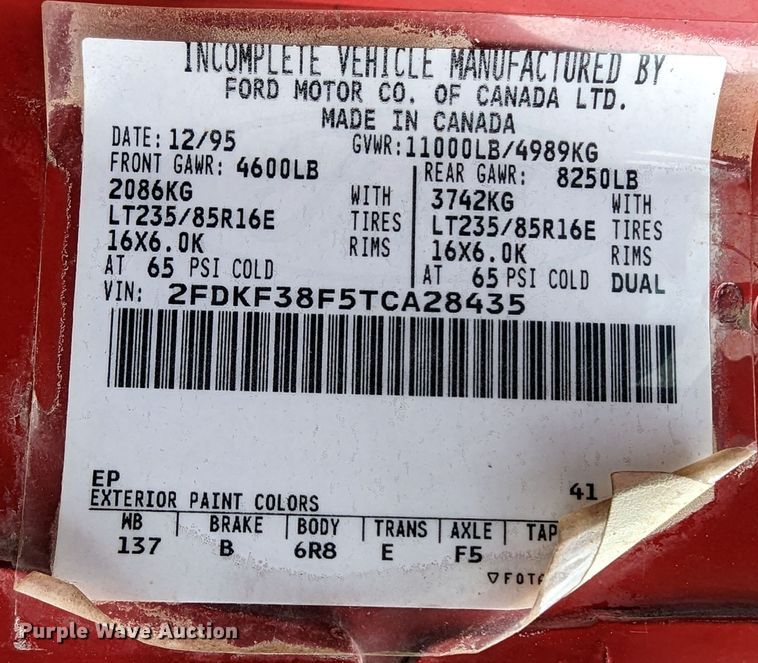 INCOMPLETE VEHICLE MANUFACTURED BY
FORD MOTOR CO. OF CANADA LTD.
MADE IN CANADA
DATE: 12/95 GVWR: 11000LB/4989KG
FRONT GAWR: 4600LB REAR GAWR: 8250LB
2086KG WITH 3742KG WITH
LT235/85R16E TIRES LT235/85R16E TIRES
16X6.0K RIMS 16X6.0K RIMS
AT 65 PSI COLD AT 65 PSI COLD DUAL
VIN: 2FDKF38F5TCA28435
EP 41
EXTERIOR PAINT COLORS
WB BRAKE BODY TRANS AXLE TAP
137 B 6R8 E F5
Purple Wave Auction